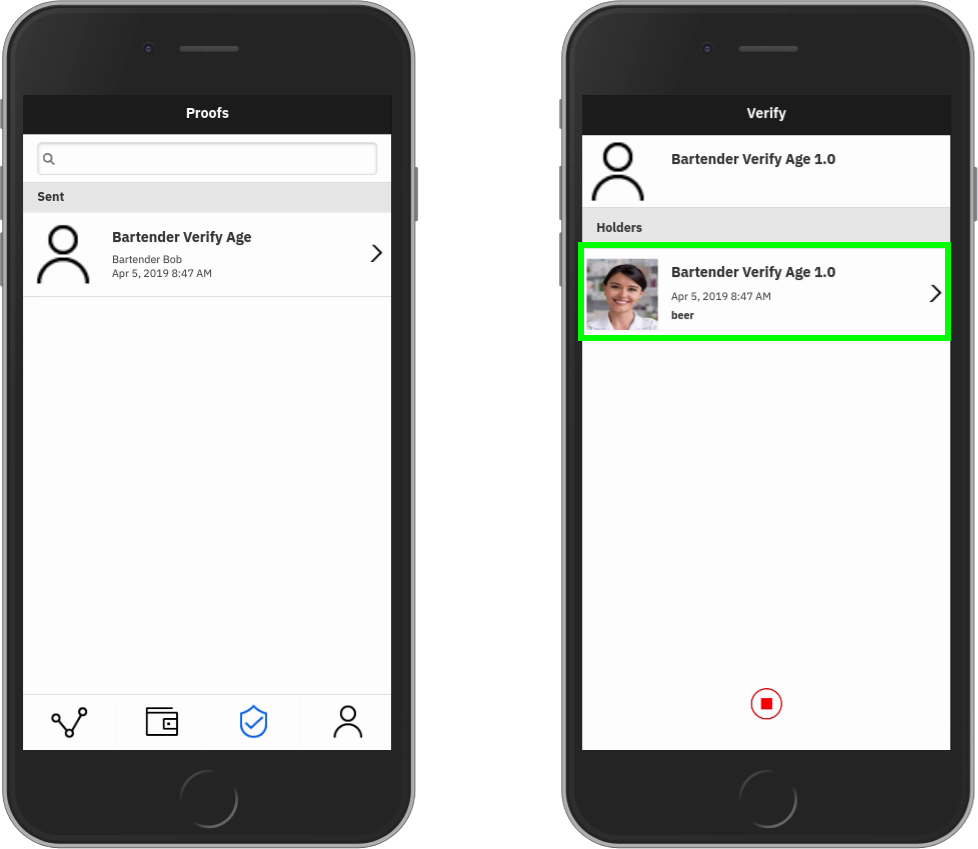 Proofs
Sent
Bartender Verify Age
Bartender Bob
Apr 5, 2019 8:47 AM
Verify
Bartender Verify Age 1.0
Holders
Bartender Verify Age 1.0
Apr 5, 2019 8:47 AM
beer